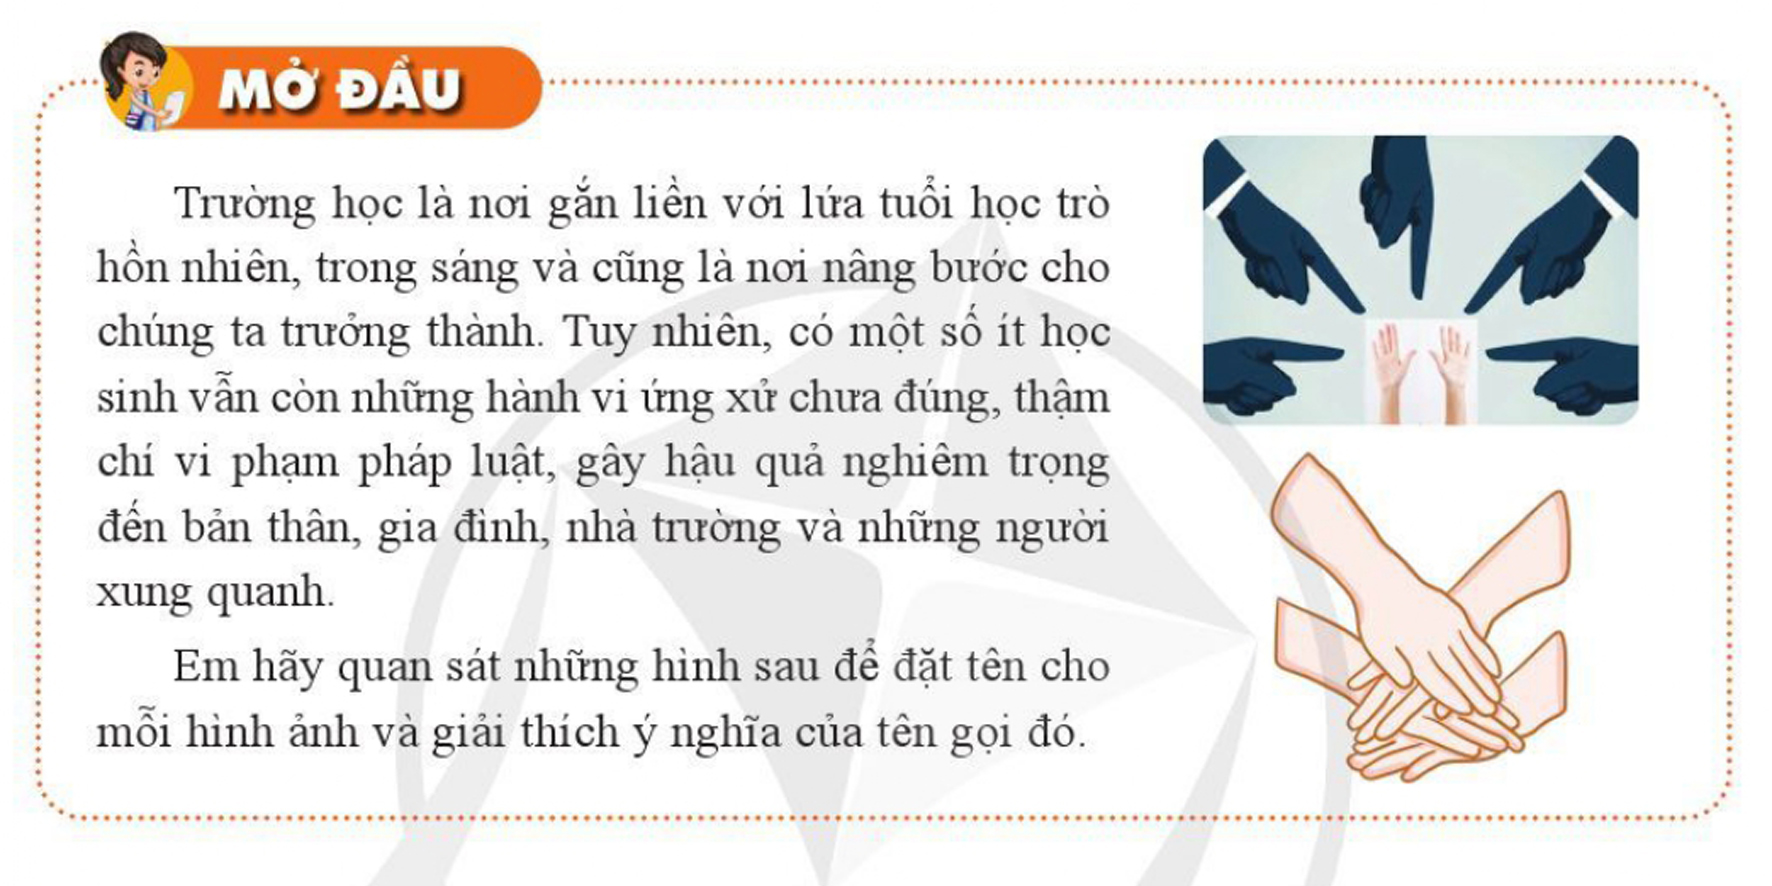 MỞ ĐẦU
Trường học là nơi gắn liền với lứa tuổi học trò
hồn nhiên, trong sáng và cũng là nơi nâng bước cho
chúng ta trưởng thành. Tuy nhiên, có một số ít học
sinh vẫn còn những hành vi ứng xử chưa đúng, thậm
chí vi phạm pháp luật, gây hậu quả nghiêm trọng
đến bản thân, gia đình, nhà trường và những người
xung quanh.
Em hãy quan sát những hình sau để đặt tên cho
mỗi hình ảnh và giải thích ý nghĩa của tên gọi đó.